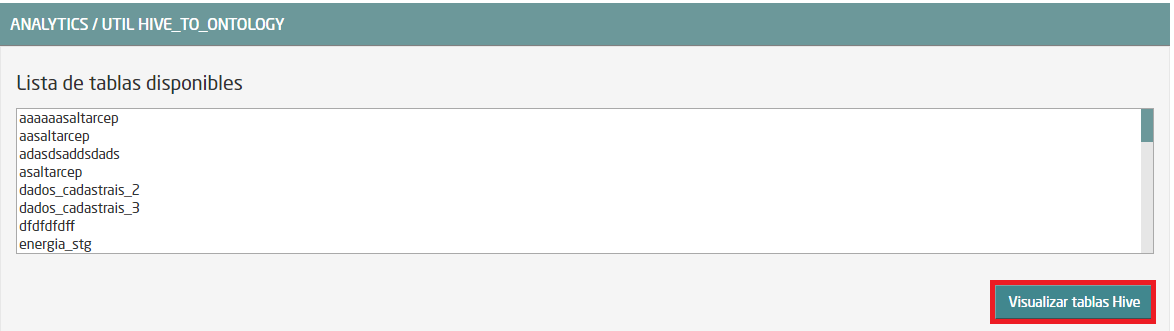 ANALYTICS / UTIL HIVE_TO_ONTOLOGY
Lista de tablas disponibles
aaaaaasaltarcep
aasaltarcep
adasdsaddsdads
asaltarcep
dados_cadastrais_2
dados_cadastrais_3
dfdfdfdff
energia_stg
Visualizar tablas Hive